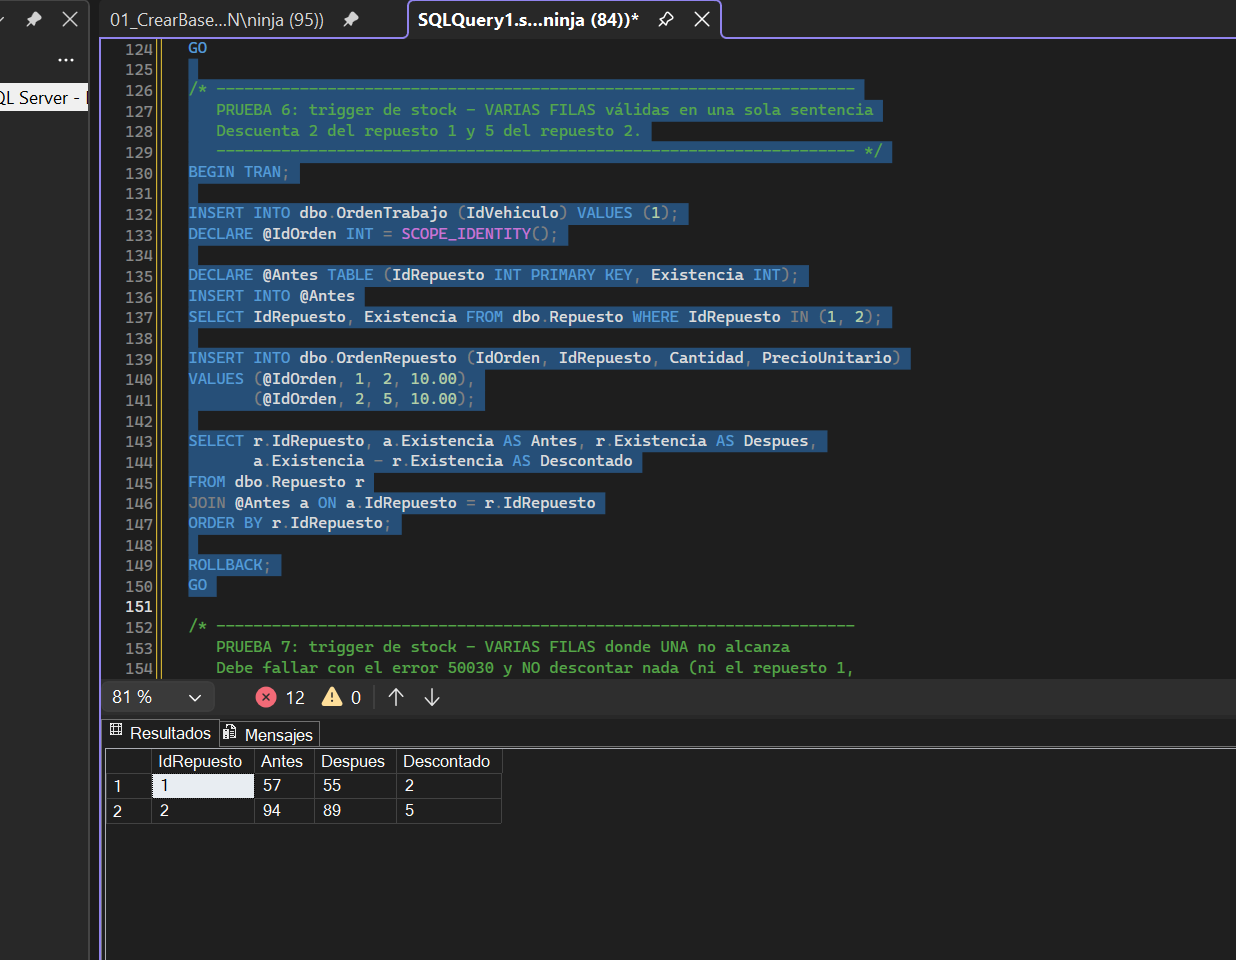 01_CrearBase...N\ninja (95))
SQLQuery1.s...ninja (84))*
...
QL Server -
124 GO
125
126 /* ---------------------------------------------------------------------
127 PRUEBA 6: trigger de stock - VARIAS FILAS válidas en una sola sentencia
128 Descuenta 2 del repuesto 1 y 5 del repuesto 2.
129 --------------------------------------------------------------------- */
130 BEGIN TRAN;
131
132 INSERT INTO dbo.OrdenTrabajo (IdVehiculo) VALUES (1);
133 DECLARE @IdOrden INT = SCOPE_IDENTITY();
134
135 DECLARE @Antes TABLE (IdRepuesto INT PRIMARY KEY, Existencia INT);
136 INSERT INTO @Antes
137 SELECT IdRepuesto, Existencia FROM dbo.Repuesto WHERE IdRepuesto IN (1, 2);
138
139 INSERT INTO dbo.OrdenRepuesto (IdOrden, IdRepuesto, Cantidad, PrecioUnitario)
140 VALUES (@IdOrden, 1, 2, 10.00),
141 (@IdOrden, 2, 5, 10.00);
142
143 SELECT r.IdRepuesto, a.Existencia AS Antes, r.Existencia AS Despues,
144 a.Existencia - r.Existencia AS Descontado
145 FROM dbo.Repuesto r
146 JOIN @Antes a ON a.IdRepuesto = r.IdRepuesto
147 ORDER BY r.IdRepuesto;
148
149 ROLLBACK;
150 GO
151
152 /* ---------------------------------------------------------------------
153 PRUEBA 7: trigger de stock - VARIAS FILAS donde UNA no alcanza
154 Debe fallar con el error 50030 y NO descontar nada (ni el repuesto 1,
81 % 12 0
Resultados Mensajes
IdRepuesto Antes Despues Descontado
1 1 57 55 2
2 2 94 89 5